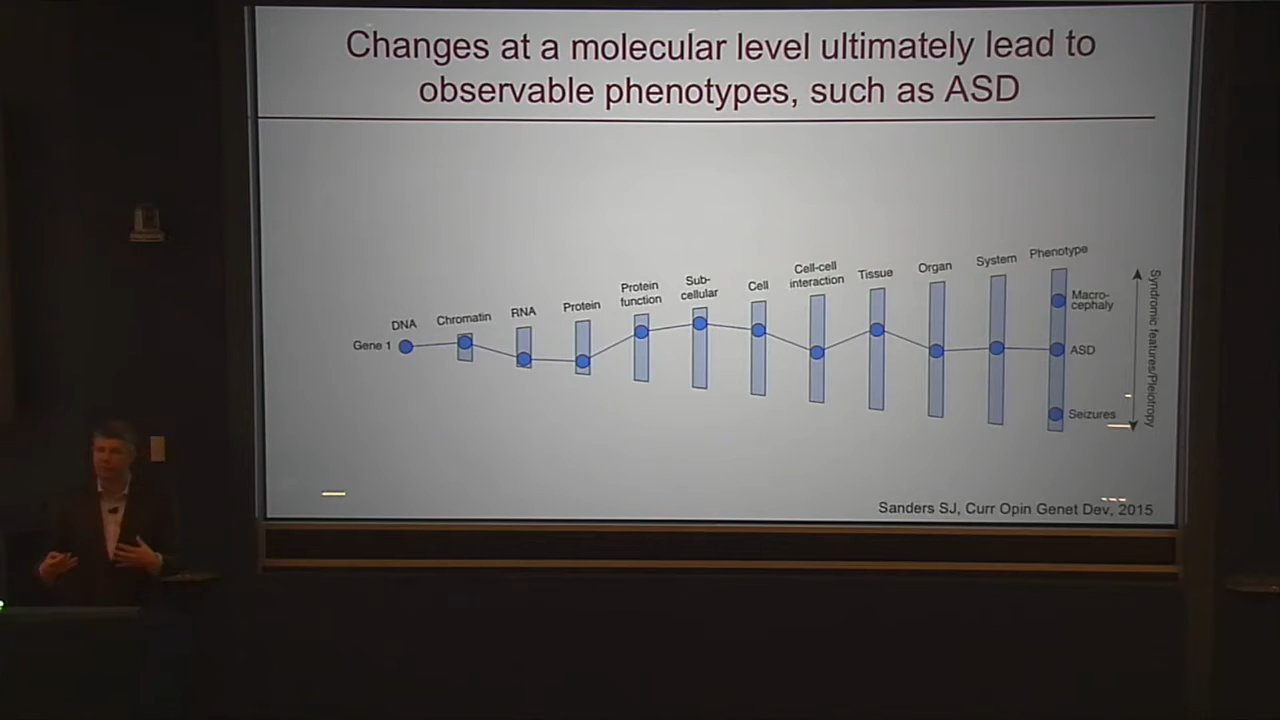 Changes at a molecular level ultimately lead to
observable phenotypes, such as ASD
DNA
Chromatin
RNA
Protein
Protein
function
Sub-
cellular
Cell
Cell-cell
interaction
Tissue
Organ
System
Phenotype
Gene 1
Macro-
cephaly
ASD
Seizures
Syndromic features/Pleiotropy
Sanders SJ, Curr Opin Genet Dev, 2015